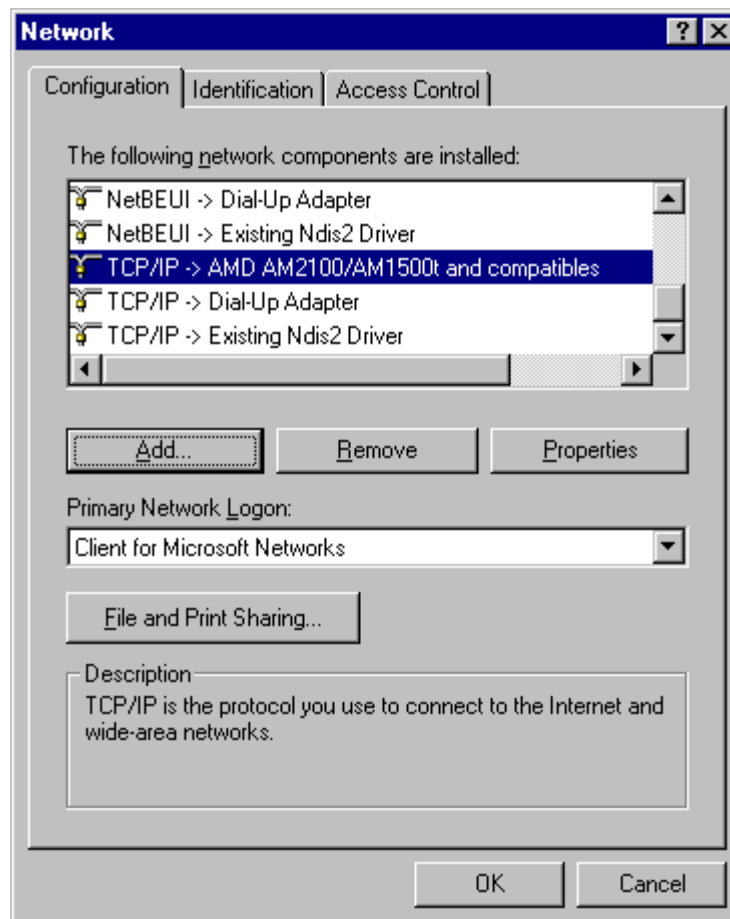 Network
Configuration Identification Access Control
The following network components are installed:
NetBEUI -> Dial-Up Adapter
NetBEUI -> Existing Ndis2 Driver
TCP/IP -> AMD AM2100/AM1500t and compatibles
TCP/IP -> Dial-Up Adapter
TCP/IP -> Existing Ndis2 Driver
Add... Remove Properties
Primary Network Logon:
Client for Microsoft Networks
File and Print Sharing...
Description
TCP/IP is the protocol you use to connect to the Internet and
wide-area networks.
OK Cancel